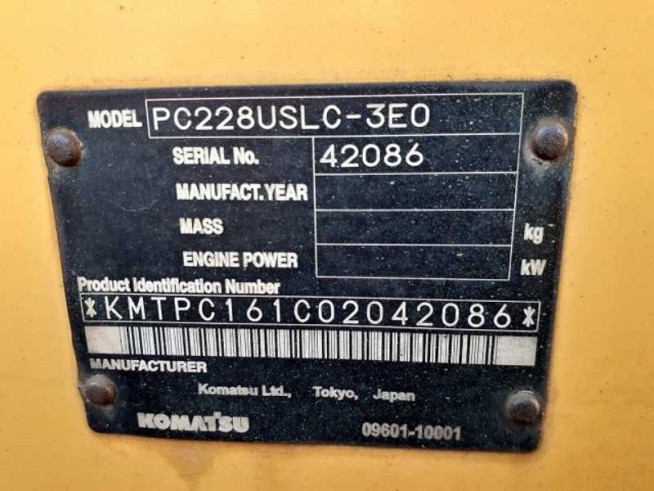 MODEL PC228USLC-3E0
SERIAL No. 42086
MANUFACT.YEAR
MASS kg
ENGINE POWER kW
Product Identification Number
*KMTPC161C02042086*
MANUFACTURER
Komatsu Ltd., Tokyo, Japan
KOMATSU 09601-10001